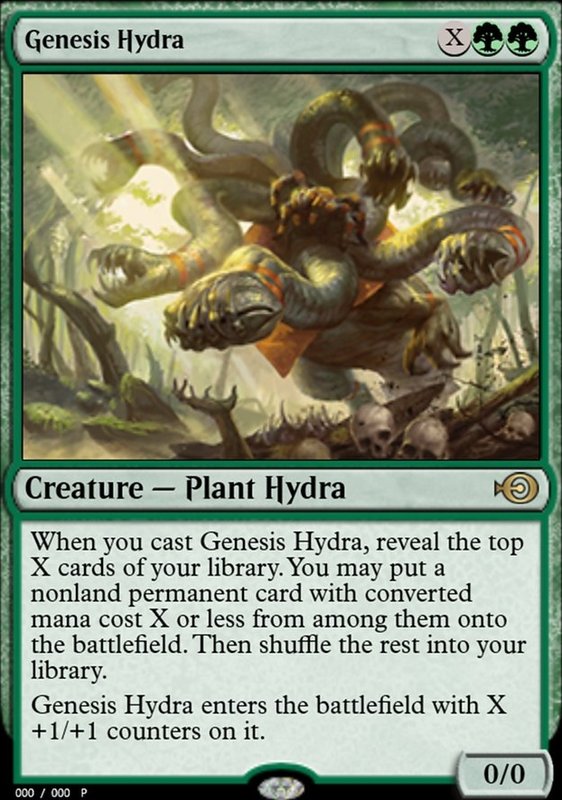 Genesis Hydra X
Creature — Plant Hydra
When you cast Genesis Hydra, reveal the top
X cards of your library. You may put a
nonland permanent card with converted
mana cost X or less from among them onto
the battlefield. Then shuffle the rest into your
library.
Genesis Hydra enters the battlefield with X
+1/+1 counters on it.
0/0
000 / 000 P